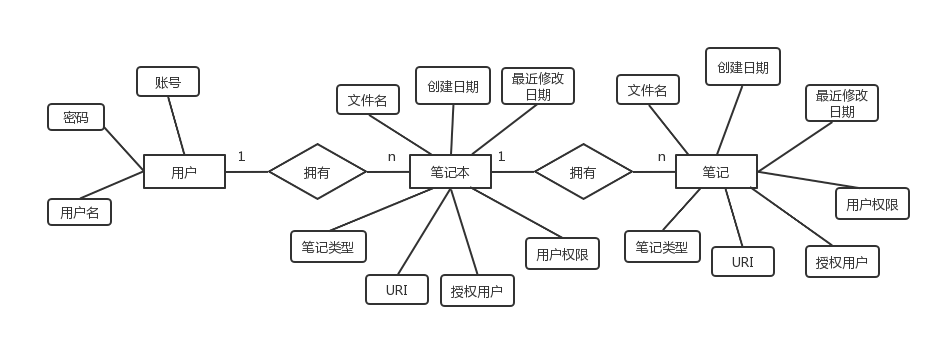 账号
密码
用户名
用户
1
拥有
n
文件名
创建日期
最近修改
日期
笔记本
笔记类型
URI
授权用户
用户权限
1
拥有
n
文件名
创建日期
最近修改
日期
笔记
用户权限
笔记类型
URI
授权用户